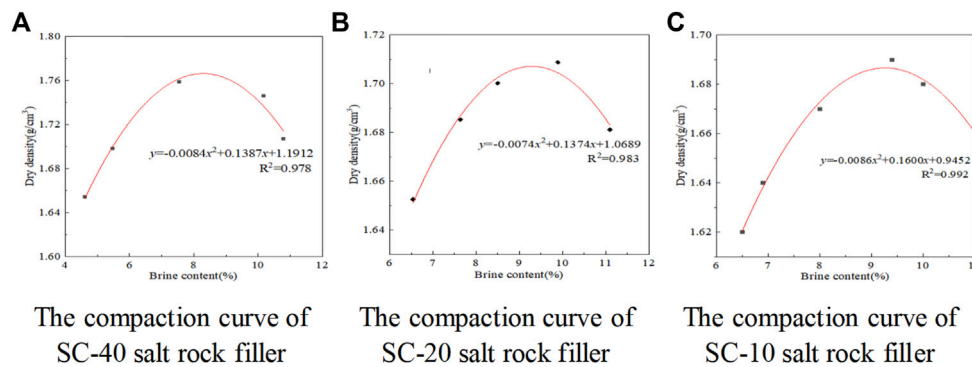 A
1.80
1.76
1.72
1.68
1.64
1.60
Dry density(g/cm³)
y=-0.0084x²+0.1387x+1.1912
R²=0.978
4
6
8
10
12
Brine content(%)
The compaction curve of
SC-40 salt rock filler
B
1.72
1.70
1.68
1.66
1.64
Dry density(g/cm³)
y=-0.0074x²+0.1374x+1.0689
R²=0.983
6
7
8
9
10
11
12
Brine content(%)
The compaction curve of
SC-20 salt rock filler
C
1.70
1.68
1.66
1.64
1.62
Dry density(g/cm³)
y=-0.0086x²+0.1600x+0.9452
R²=0.992
6
7
8
9
10
11
Brine content(%)
The compaction curve of
SC-10 salt rock filler